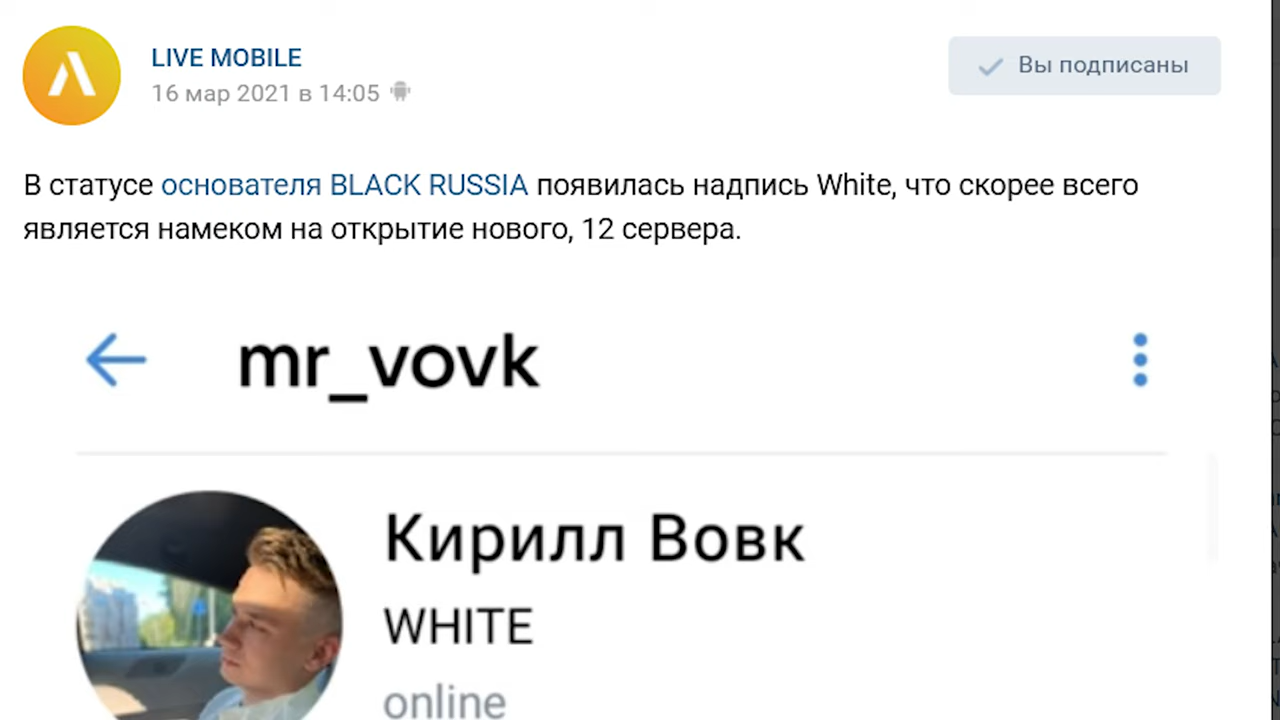 LIVE MOBILE
16 мар 2021 в 14:05
Вы подписаны
В статусе основателя BLACK RUSSIA появилась надпись White, что скорее всего
является намеком на открытие нового, 12 сервера.
mr_vovk
Кирилл Вовк
WHITE
online